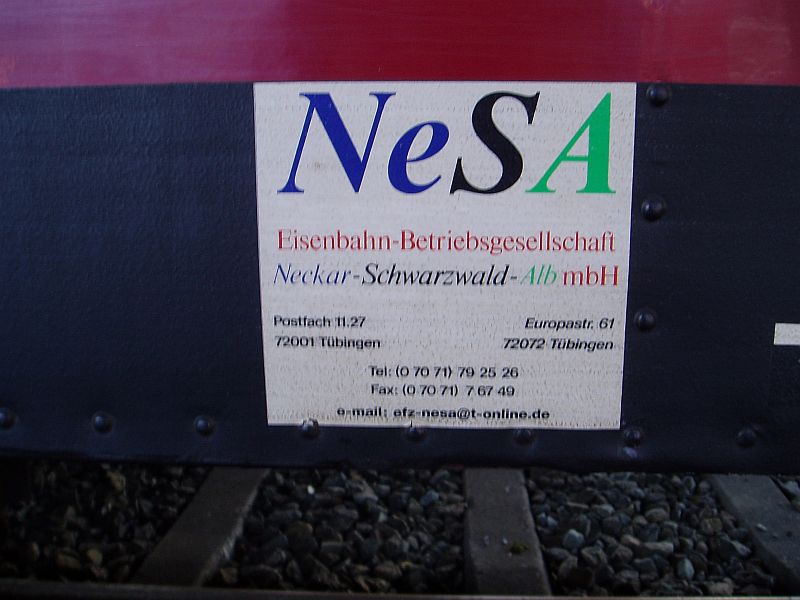 NeSA
Eisenbahn-Betriebsgesellschaft
Neckar-Schwarzwald-Alb mbH
Postfach 11.27
72001 Tübingen
Europastr. 61
72072 Tübingen
Tel: (0 70 71) 79 25 26
Fax: (0 70 71) 7 67 49
e-mail: efz-nesa@t-online.de